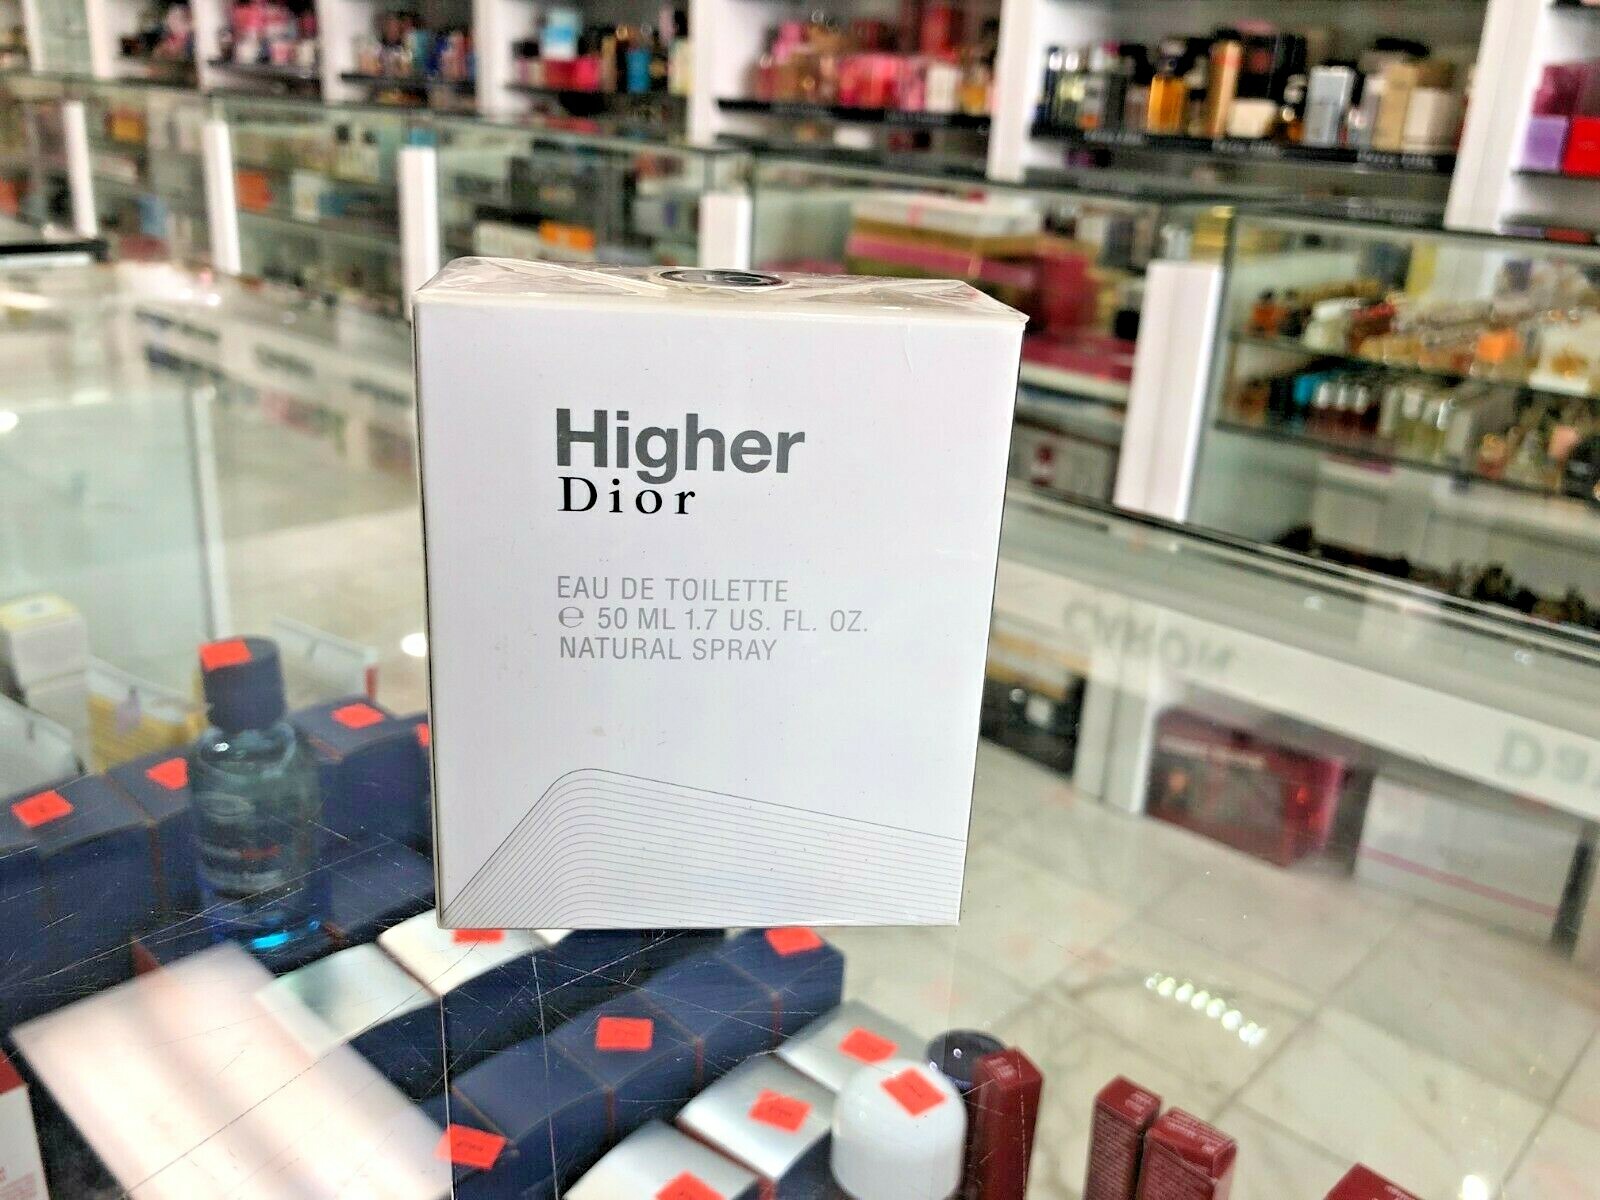 Higher
Dior
EAU DE TOILETTE
℮ 50 ML 1.7 US. FL. OZ.
NATURAL SPRAY